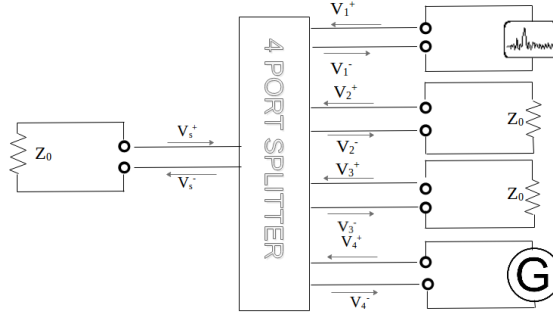 V₁⁺
V₁⁻
V₂⁺
Z₀
V₂⁻
Vₛ⁺
Z₀
Vₛ⁻
4 PORT SPLITTER
V₃⁺
Z₀
V₃⁻
V₄⁺
G
V₄⁻